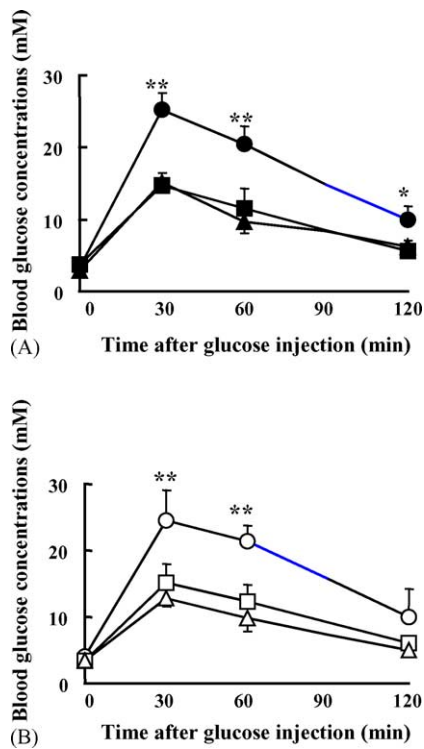 Blood glucose concentrations (mM)
30
20
10
0
**
**
*
0 30 60 90 120
(A) Time after glucose injection (min)
Blood glucose concentrations (mM)
30
20
10
0
**
**
0 30 60 90 120
(B) Time after glucose injection (min)